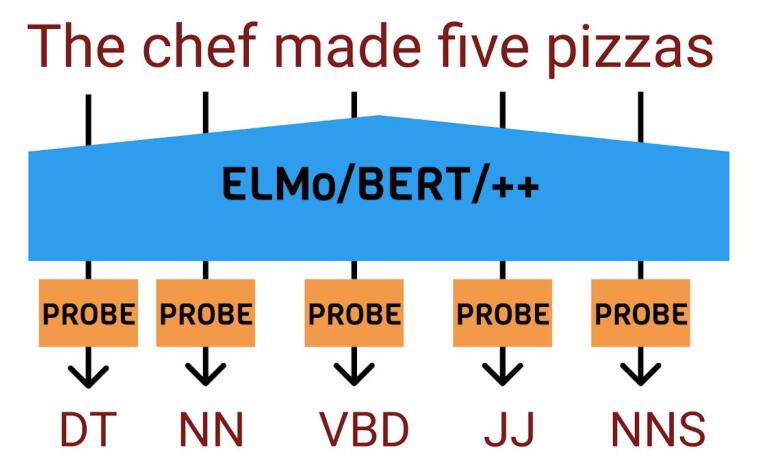 The chef made five pizzas
ELMo/BERT/++
PROBE PROBE PROBE PROBE PROBE
DT NN VBD JJ NNS